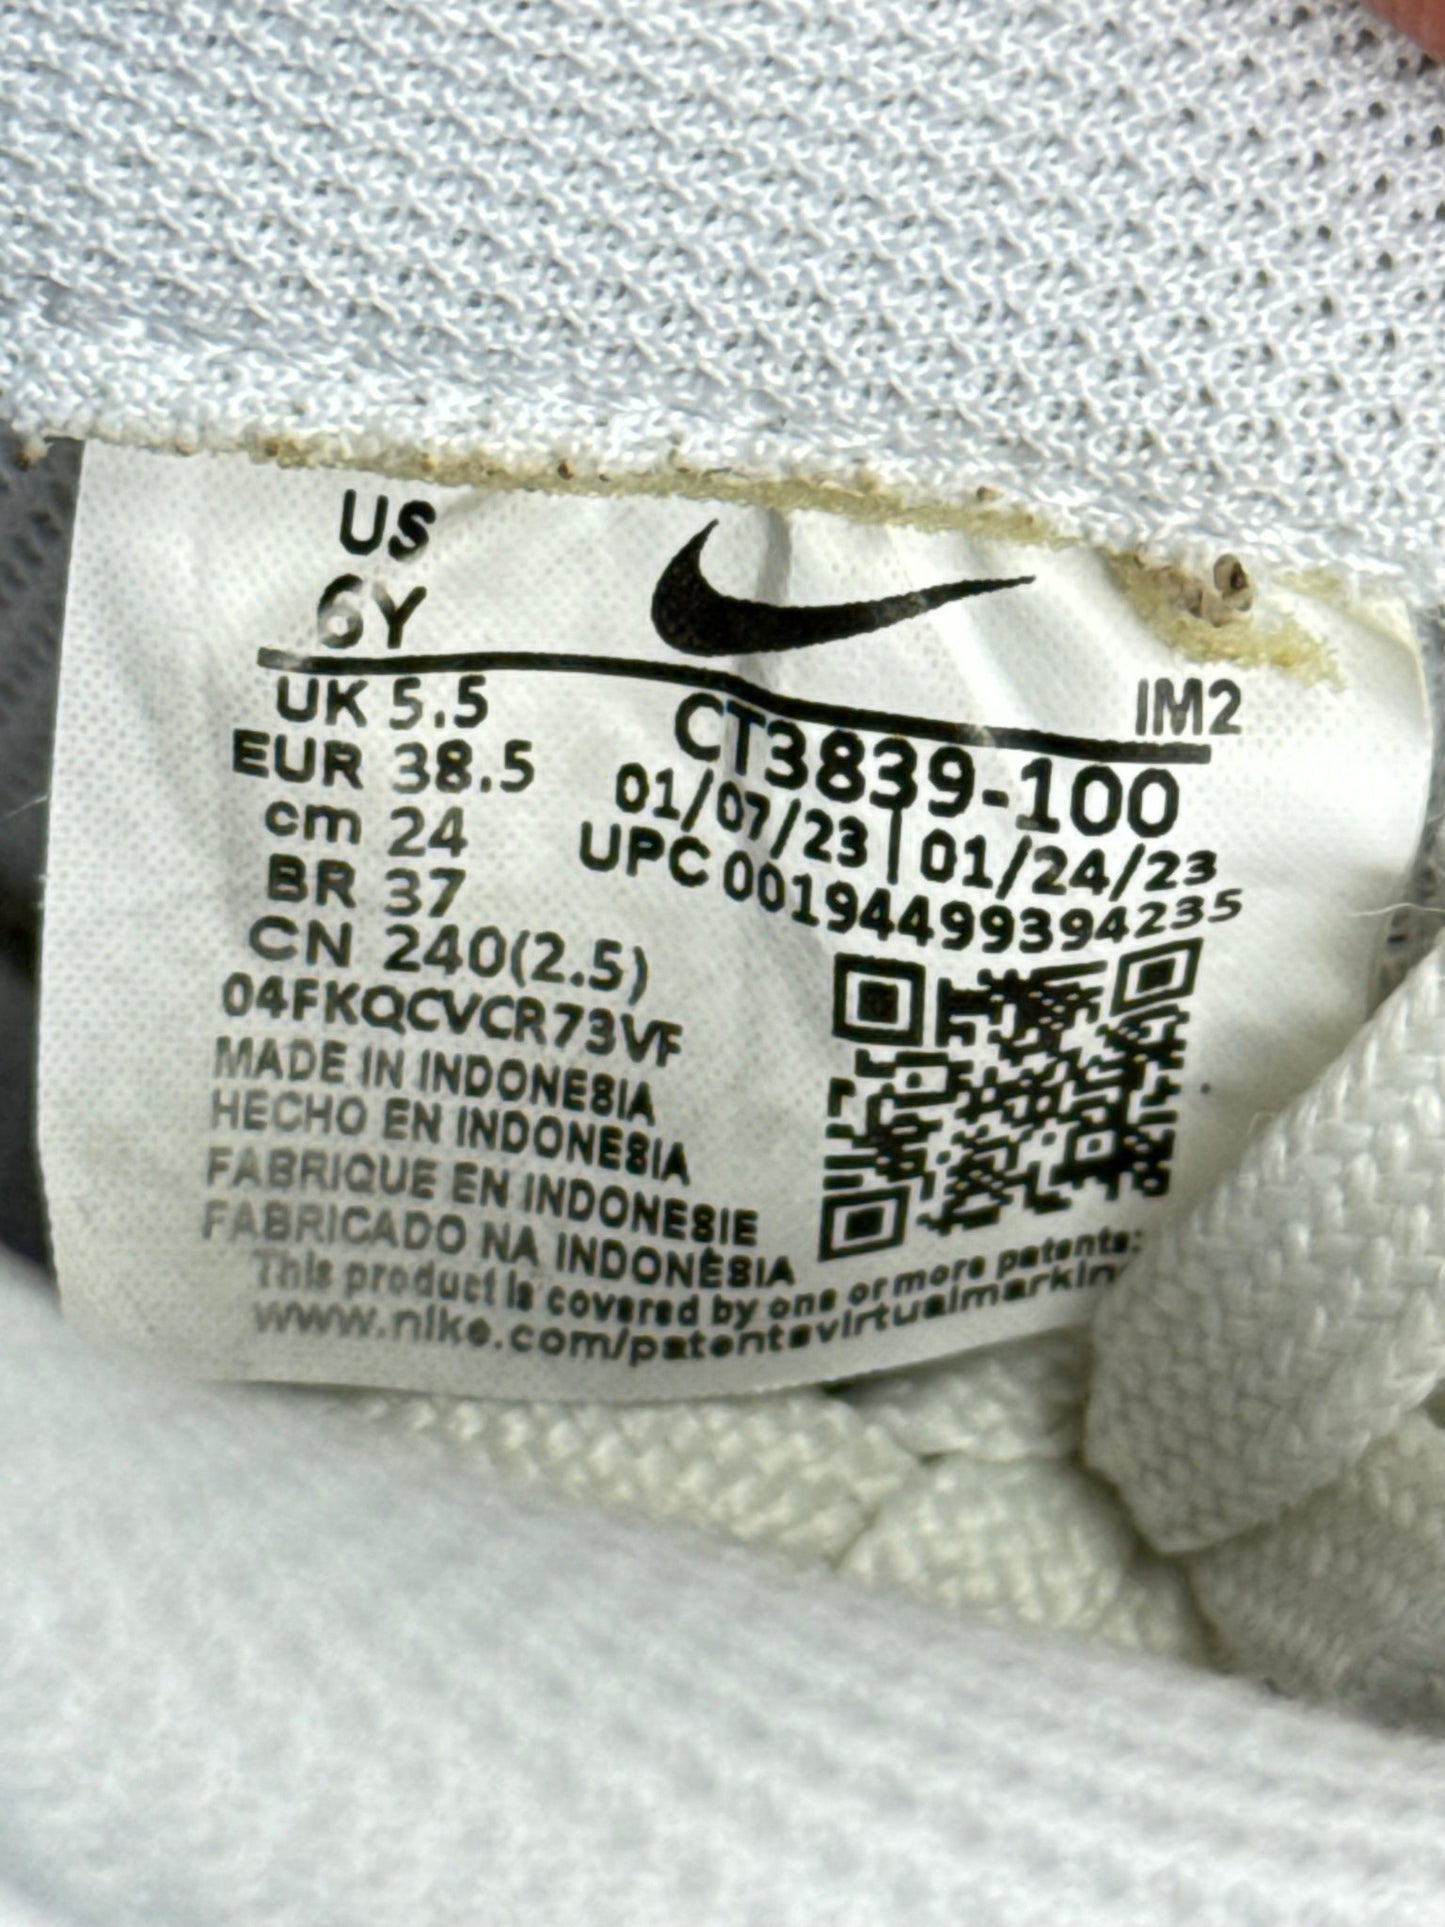 US
6Y
IM2
UK 5.5
EUR 38.5
cm 24
BR 37
CN 240(2.5)
04FKQCVCR73VF
CT3839-100
01/07/23 | 01/24/23
UPC 00194499394235
MADE IN INDONESIA
HECHO EN INDONESIA
FABRIQUE EN INDONESIE
FABRICADO NA INDONÉSIA
This product is covered by one or more patents:
www.nike.com/patentsvirtualmarkin